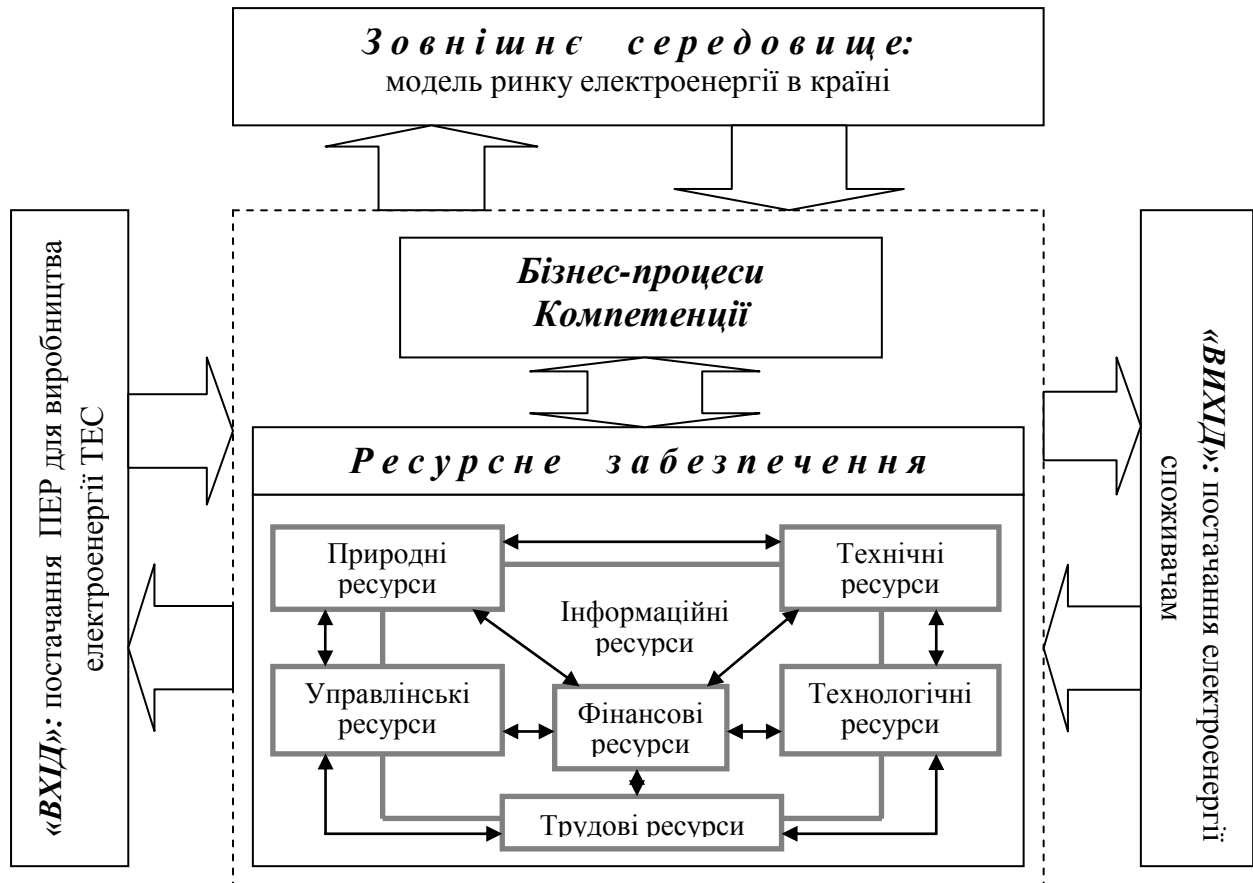 Зовнішнє середовище:
модель ринку електроенергії в країні
«ВХІД»: постачання ПЕР для виробництва
електроенергії ТЕС
Бізнес-процеси
Компетенції
Ресурсне забезпечення
Природні
ресурси
Технічні
ресурси
Інформаційні
ресурси
Управлінські
ресурси
Фінансові
ресурси
Технологічні
ресурси
Трудові ресурси
«ВИХІД»: постачання електроенергії
споживачам